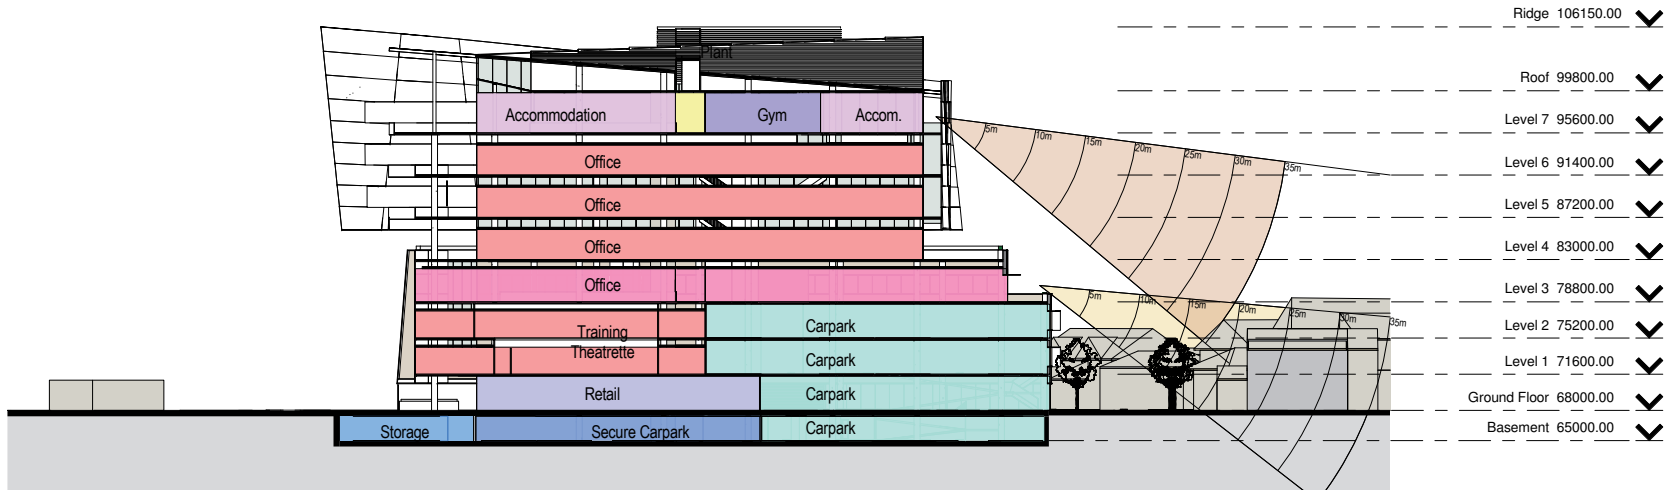 Ridge 106150.00
Plant
Roof 99800.00
Accommodation
Gym
Accom.
Level 7 95600.00
5m
10m
15m
20m
25m
30m
35m
Office
Level 6 91400.00
Office
Level 5 87200.00
Office
Level 4 83000.00
Office
Level 3 78800.00
5m
10m
15m
20m
25m
30m
35m
Training
Carpark
Level 2 75200.00
Theatrette
Carpark
Level 1 71600.00
Retail
Carpark
Ground Floor 68000.00
Storage
Secure Carpark
Carpark
Basement 65000.00